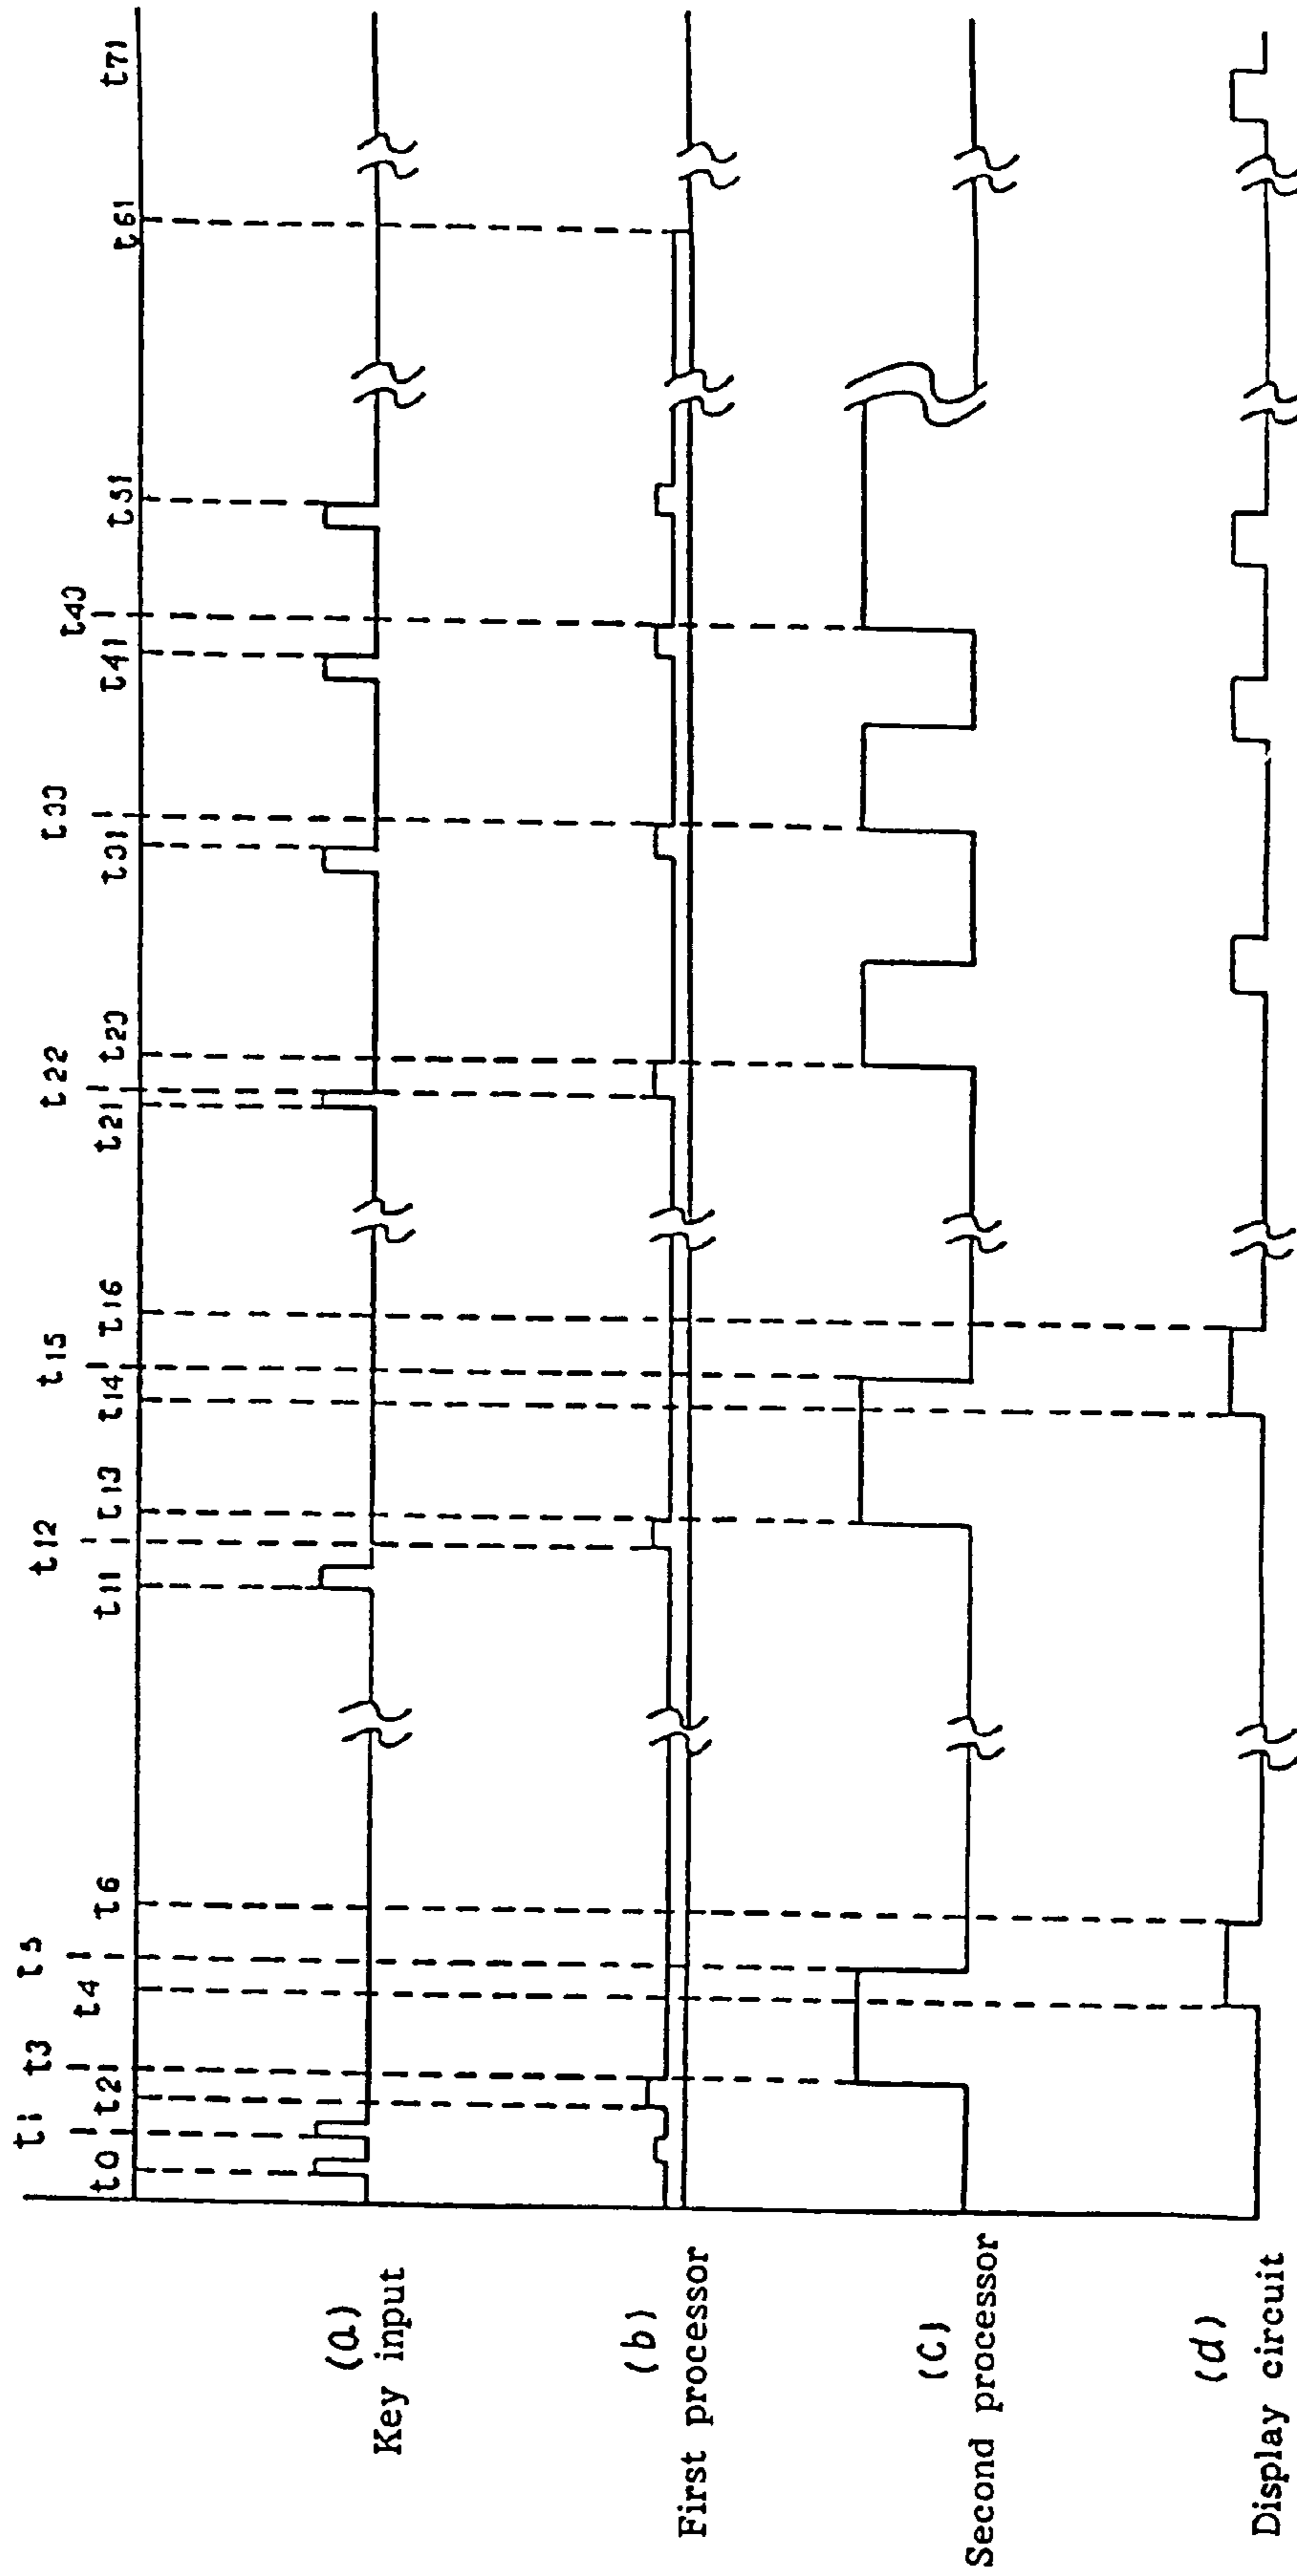 t1 t3 t5 t12 t15 t22 t33 t43
t0 t21 t4 t6 t11 t13 t14 t16 t21 t23 t31 t41 t51 t61 t71
(a)
Key input
(b)
First processor
(c)
Second processor
(d)
Display circuit